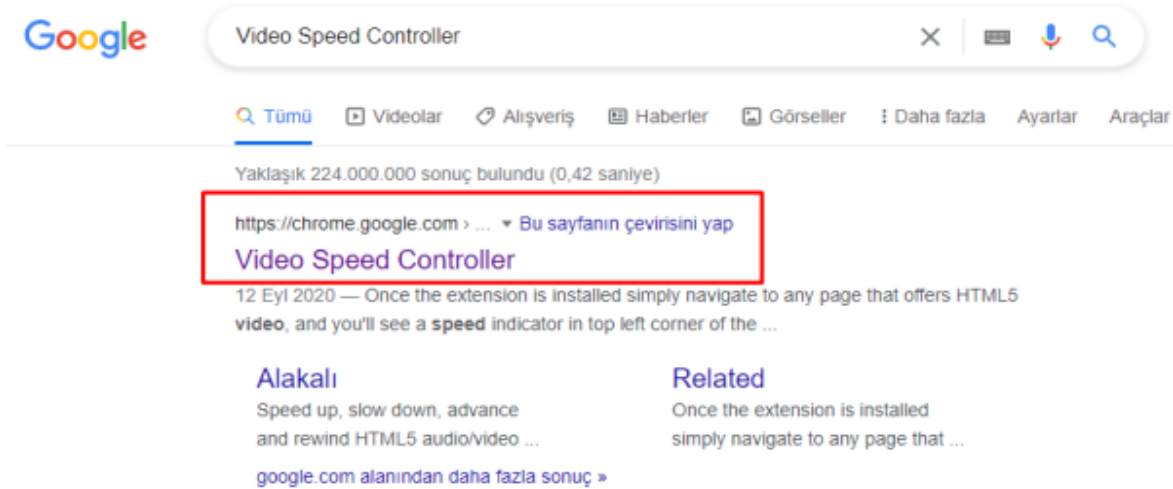 Google
Video Speed Controller
Tümü Videolar Alışveriş Haberler Görseller Daha fazla Ayarlar Araçlar
Yaklaşık 224.000.000 sonuç bulundu (0,42 saniye)
https://chrome.google.com › ... Bu sayfanın çevirisini yap
Video Speed Controller
12 Eyl 2020 — Once the extension is installed simply navigate to any page that offers HTML5
video, and you'll see a speed indicator in top left corner of the ...
Alakalı
Speed up, slow down, advance
and rewind HTML5 audio/video ...
Related
Once the extension is installed
simply navigate to any page that ...
google.com alanından daha fazla sonuç »